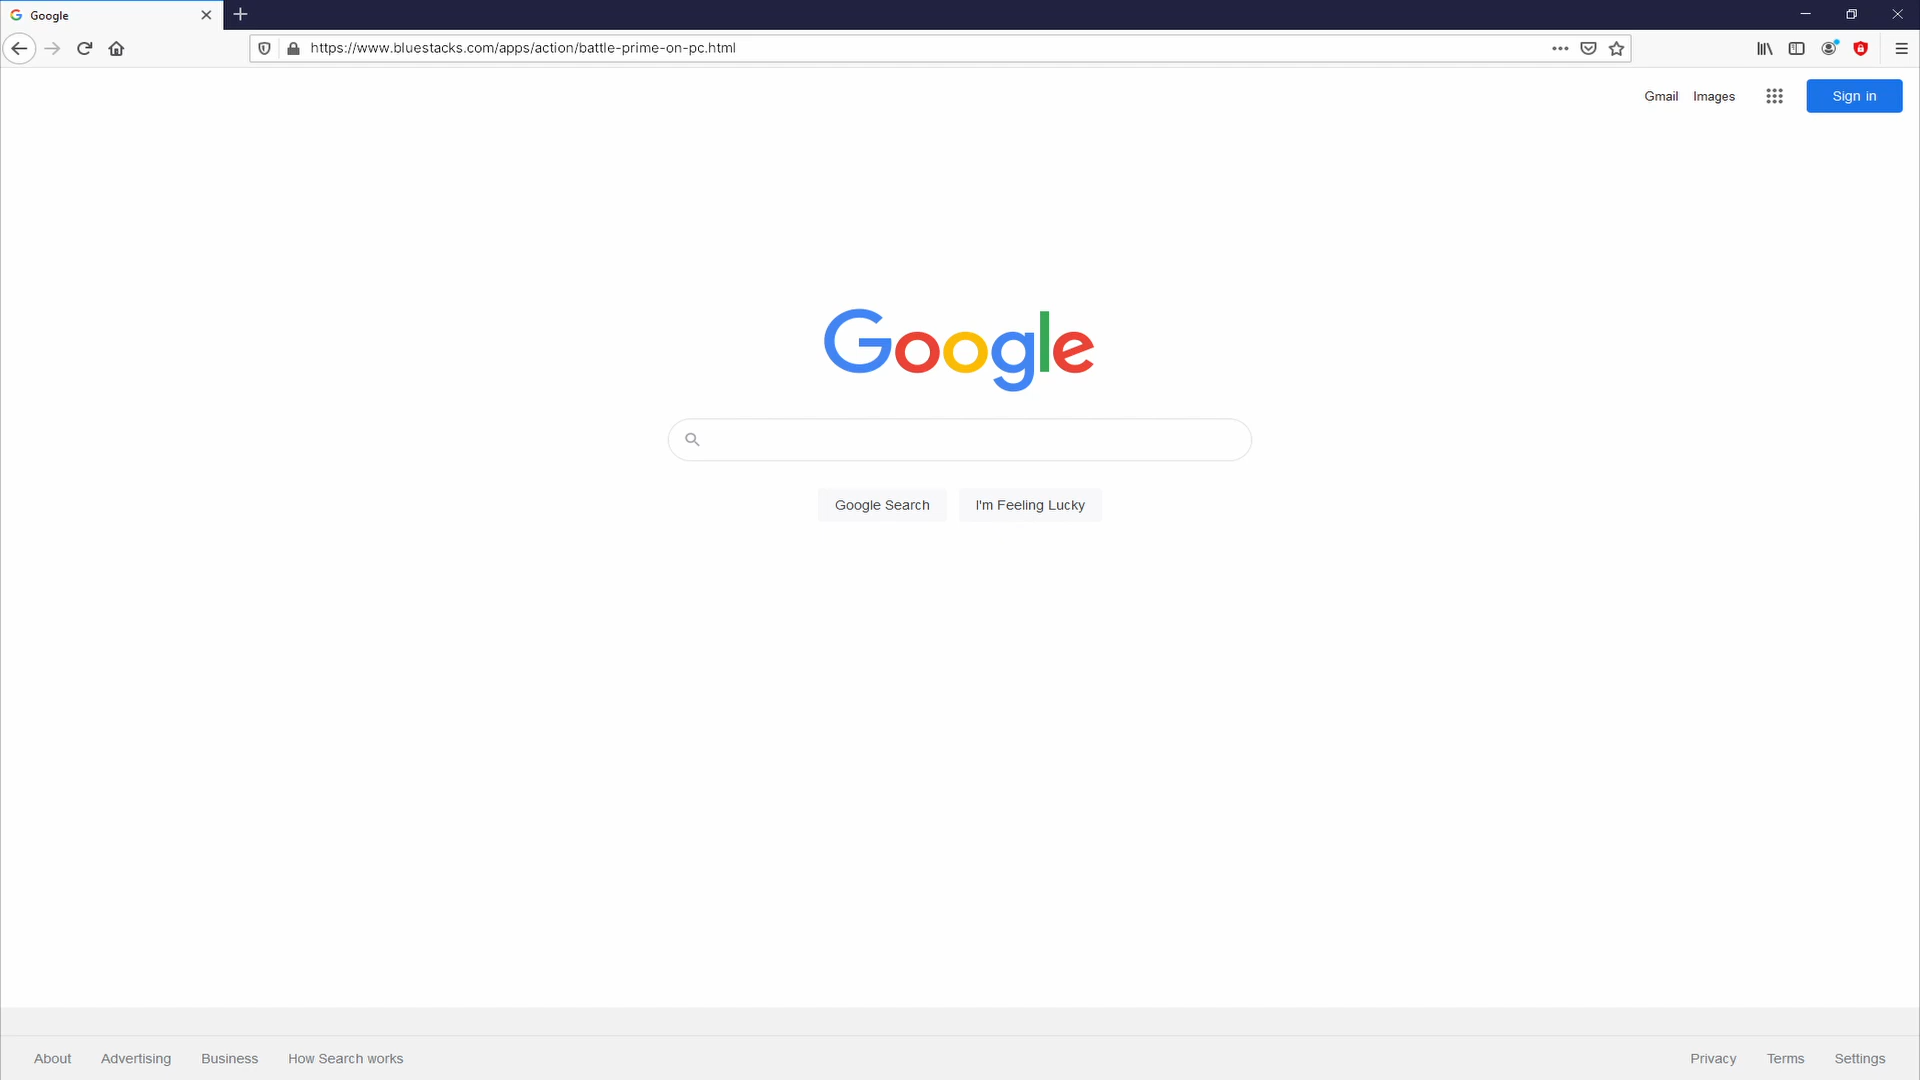 Google
https://www.bluestacks.com/apps/action/battle-prime-on-pc.html
Gmail Images Sign in
Google
Google Search I'm Feeling Lucky
About Advertising Business How Search works Privacy Terms Settings